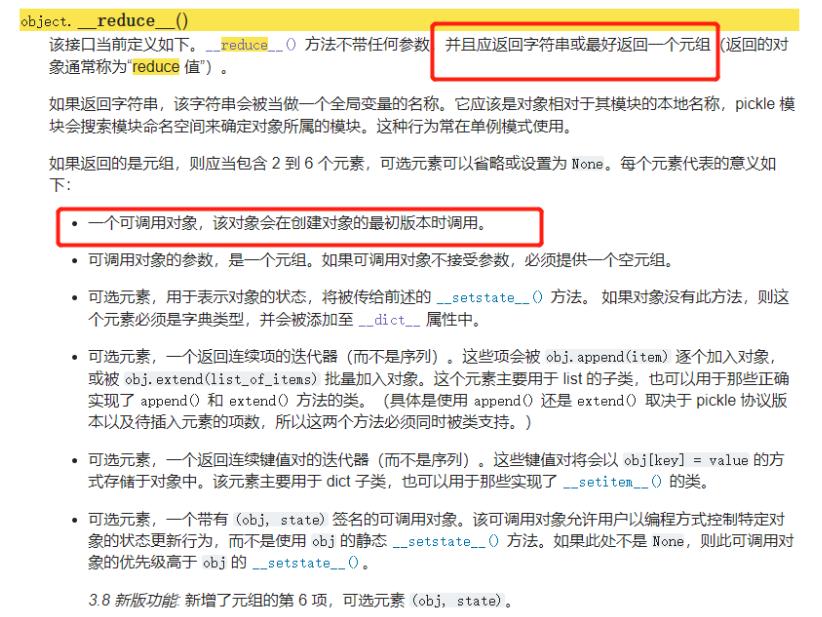 object.__reduce__()
该接口当前定义如下。__reduce__() 方法不带任何参数，并且应返回字符串或最好返回一个元组（返回的对
象通常称为“reduce 值”）。
如果返回字符串，该字符串会被当做一个全局变量的名称。它应该是对象相对于其模块的本地名称，pickle 模
块会搜索模块命名空间来确定对象所属的模块。这种行为常在单例模式使用。
如果返回的是元组，则应当包含 2 到 6 个元素，可选元素可以省略或设置为 None。每个元素代表的意义如
下：
• 一个可调用对象，该对象会在创建对象的最初版本时调用。
• 可调用对象的参数，是一个元组。如果可调用对象不接受参数，必须提供一个空元组。
• 可选元素，用于表示对象的状态，将被传给前述的 __setstate__() 方法。 如果对象没有此方法，则这
个元素必须是字典类型，并会被添加至 __dict__ 属性中。
• 可选元素，一个返回连续项的迭代器（而不是序列）。这些项会被 obj.append(item) 逐个加入对象，
或被 obj.extend(list_of_items) 批量加入对象。这个元素主要用于 list 的子类，也可以用于那些正确
实现了 append() 和 extend() 方法的类。（具体是使用 append() 还是 extend() 取决于 pickle 协议版
本以及待插入元素的项数，所以这两个方法必须同时被类支持。）
• 可选元素，一个返回连续键值对的迭代器（而不是序列）。这些键值对将会以 obj[key] = value 的方
式存储于对象中。该元素主要用于 dict 子类，也可以用于那些实现了 __setitem__() 的类。
• 可选元素，一个带有 (obj, state) 签名的可调用对象。该可调用对象允许用户以编程方式控制特定对
象的状态更新行为，而不是使用 obj 的静态 __setstate__() 方法。如果此处不是 None，则此可调用对
象的优先级高于 obj 的 __setstate__()。
3.8 新版功能: 新增了元组的第 6 项，可选元素 (obj, state)。